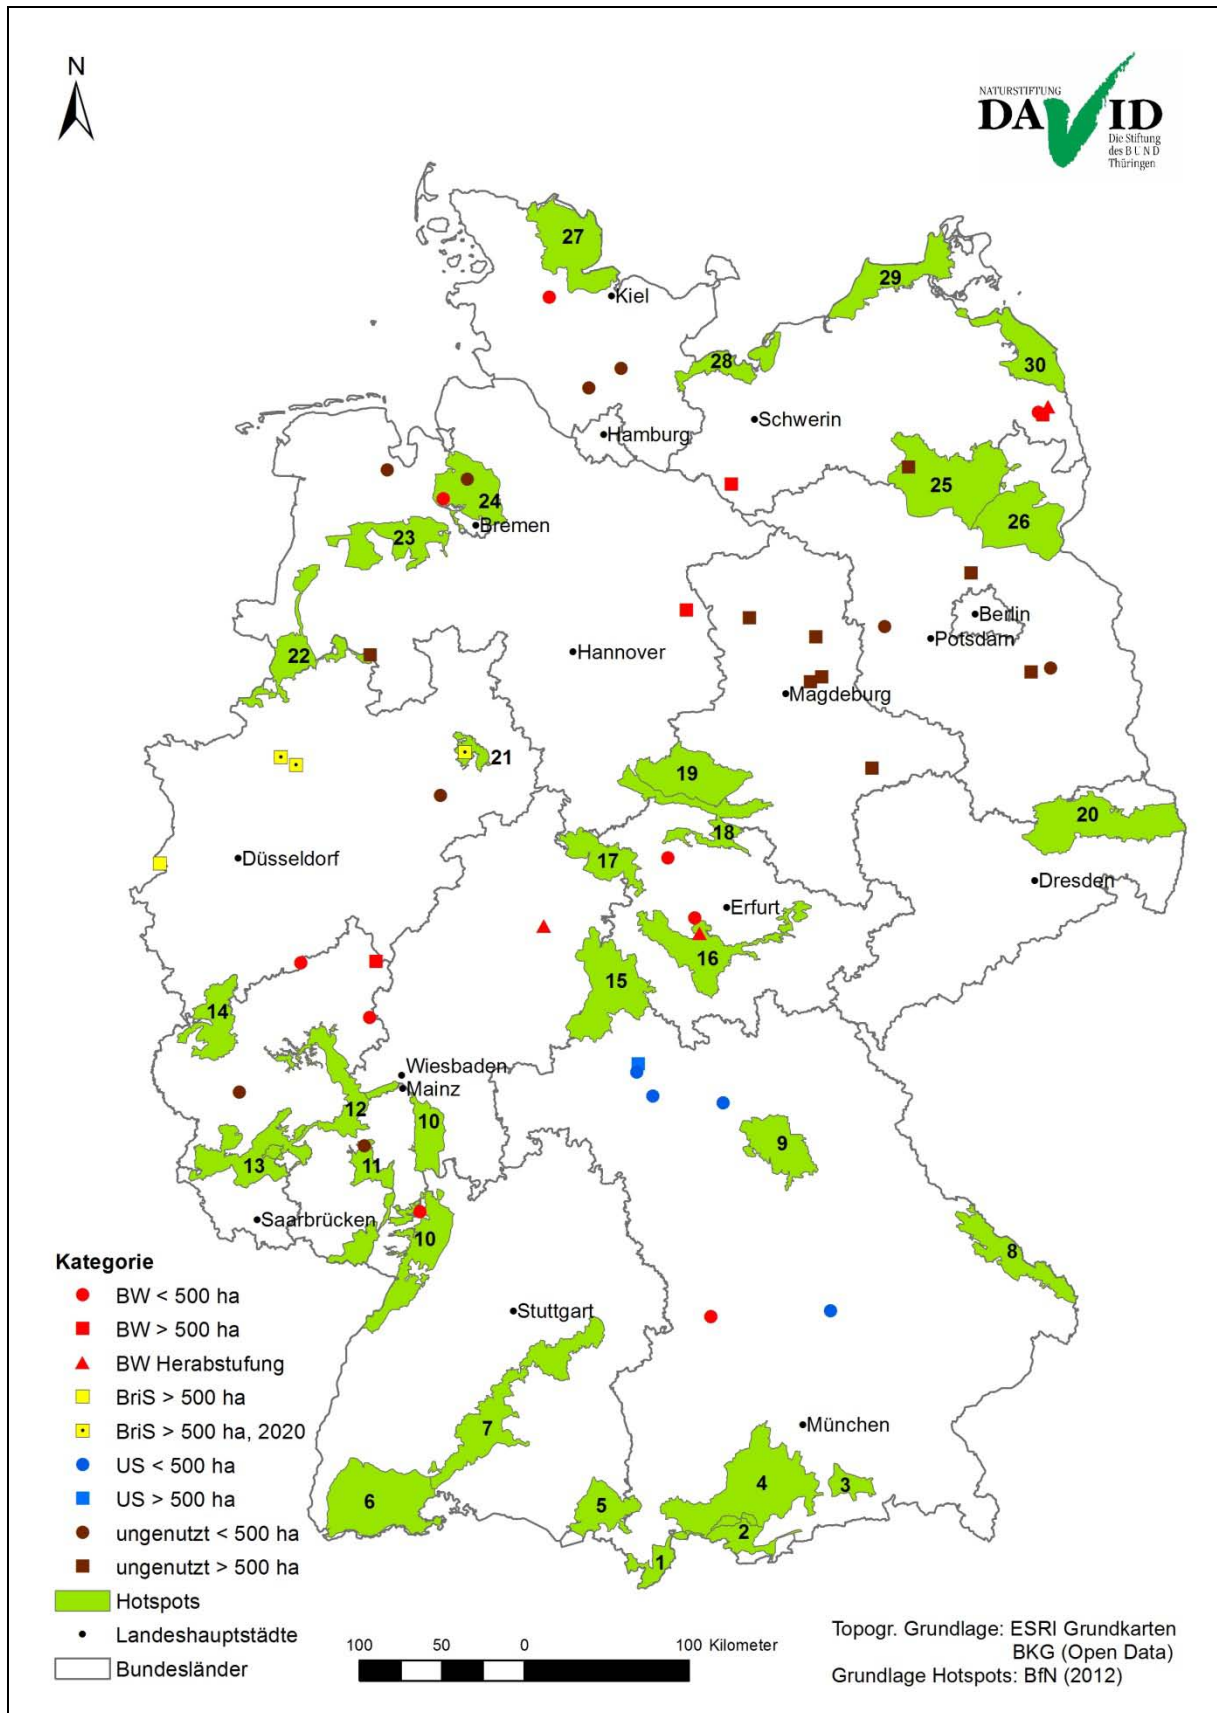 N
NATURSTIFTUNG
DAVID
Die Stiftung
des BUND
Thüringen
27
Kiel
29
28
30
Schwerin
Hamburg
25
24
26
Bremen
23
Berlin
Potsdam
22
Hannover
Magdeburg
21
19
20
18
17
Düsseldorf
Dresden
Erfurt
16
15
14
Wiesbaden
Mainz
12
10
9
13
11
Saarbrücken
10
8
Kategorie
BW < 500 ha
BW > 500 ha
BW Herabstufung
BriS > 500 ha
BriS > 500 ha, 2020
US < 500 ha
US > 500 ha
ungenutzt < 500 ha
ungenutzt > 500 ha
Hotspots
Landeshauptstädte
Bundesländer
Stuttgart
7
München
6
5
4
3
2
1
100 50 0 100 Kilometer
Topogr. Grundlage: ESRI Grundkarten
BKG (Open Data)
Grundlage Hotspots: BfN (2012)